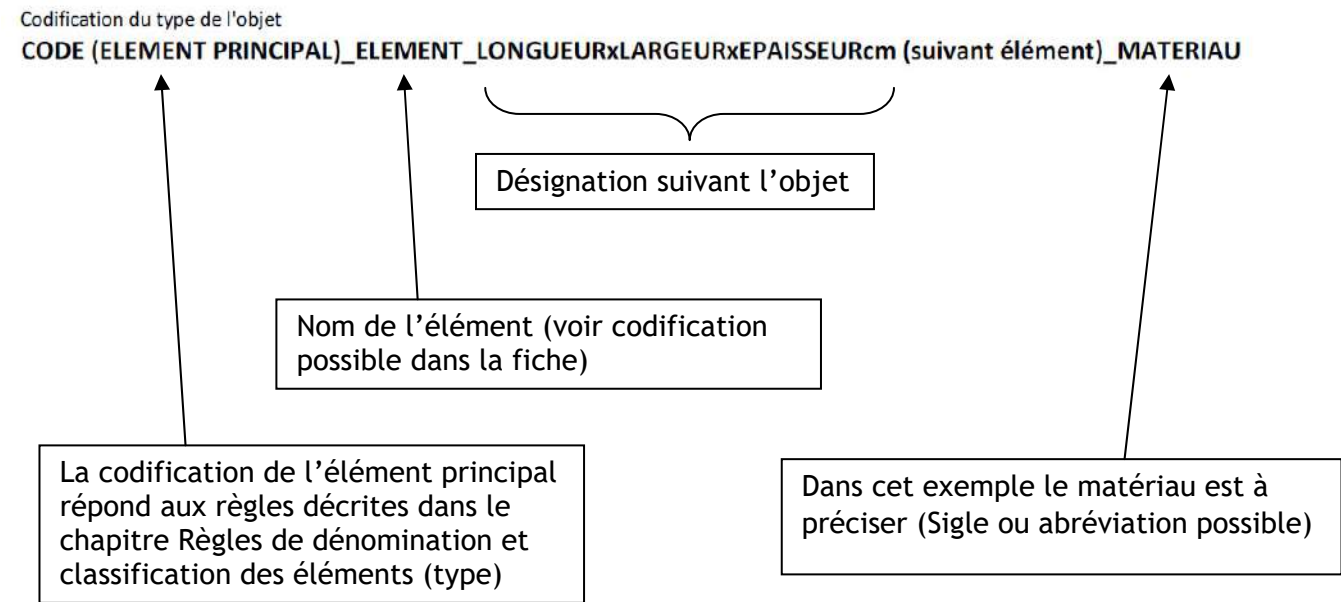 Codification du type de l'objet
CODE (ELEMENT PRINCIPAL)_ELEMENT_LONGUEURxLARGEURxEPAISSEURcm (suivant élément)_MATERIAU
Désignation suivant l’objet
Nom de l’élément (voir codification
possible dans la fiche)
La codification de l’élément principal
répond aux règles décrites dans le
chapitre Règles de dénomination et
classification des éléments (type)
Dans cet exemple le matériau est à
préciser (Sigle ou abréviation possible)